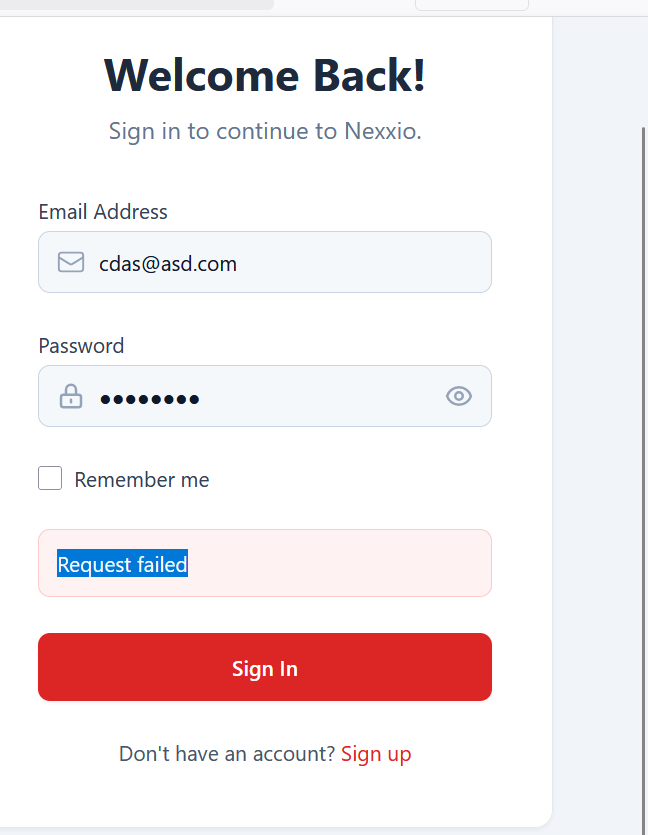 Welcome Back!
Sign in to continue to Nexxio.
Email Address
cdas@asd.com
Password
Remember me
Request failed
Sign In
Don't have an account? Sign up